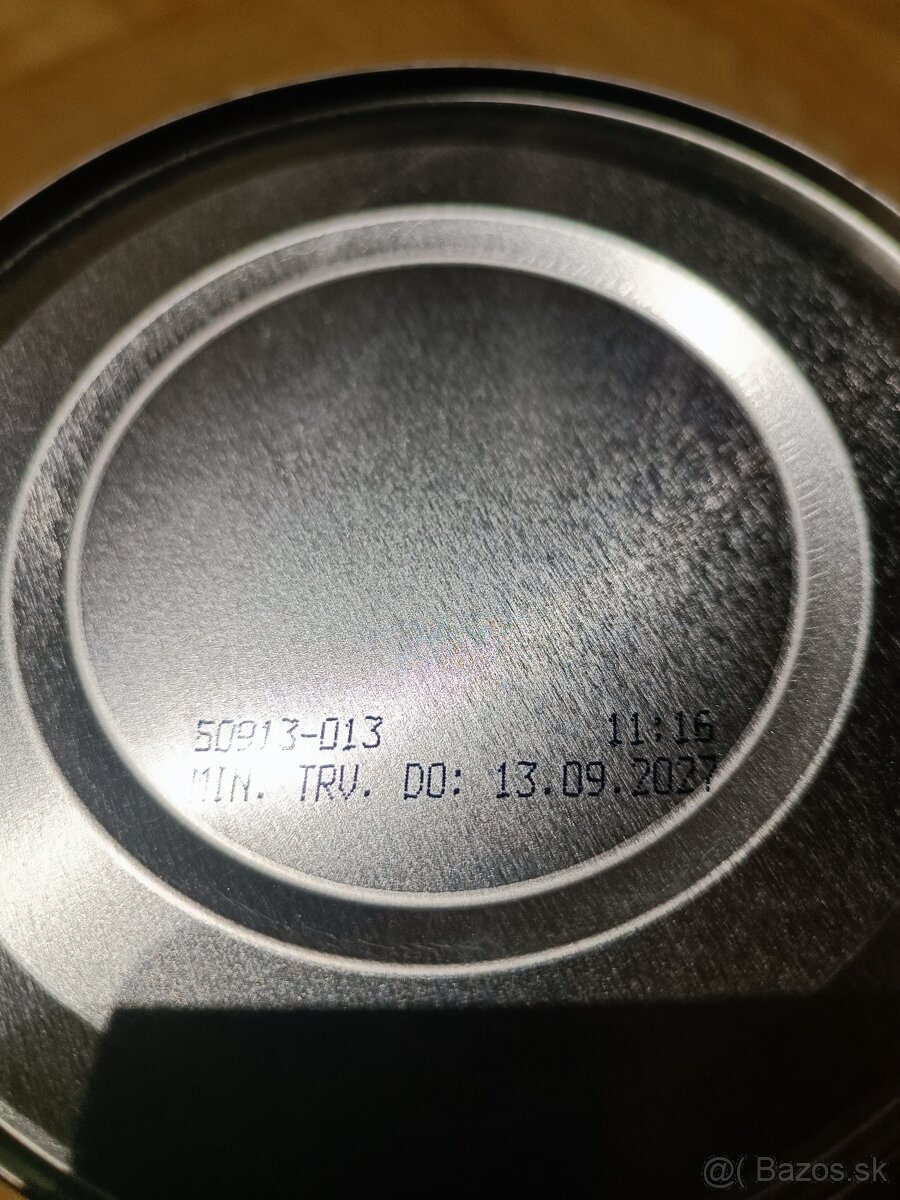 50913-013 11:16
MIN. TRV. DO: 13.09.2027
@( Bazos.sk